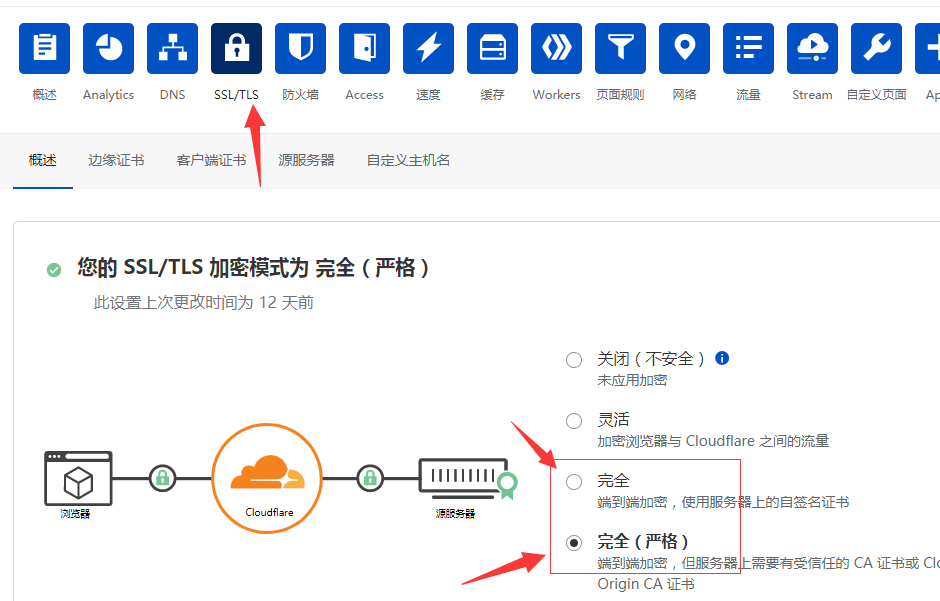 概述
Analytics
DNS
SSL/TLS
防火墙
Access
速度
缓存
Workers
页面规则
网络
流量
Stream
自定义页面
Ap
概述
边缘证书
客户端证书
源服务器
自定义主机名
您的 SSL/TLS 加密模式为 完全（严格）
此设置上次更改时间为 12 天前
关闭（不安全）
未应用加密
灵活
加密浏览器与 Cloudflare 之间的流量
完全
端到端加密，使用服务器上的自签名证书
完全（严格）
端到端加密，但服务器上需要有受信任的 CA 证书或 Clo
Origin CA 证书
浏览器
Cloudflare
源服务器